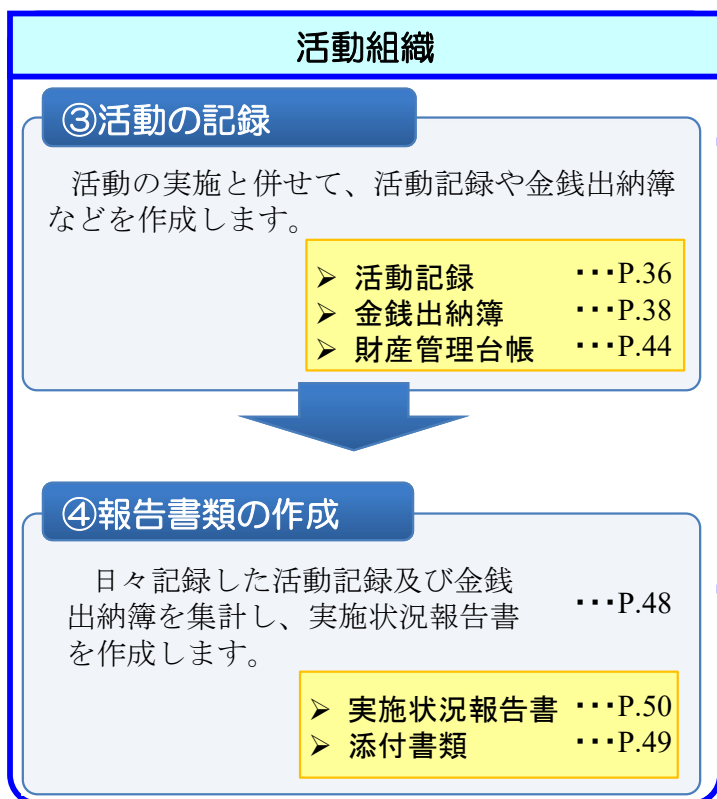 活動組織
③活動の記録
活動の実施と併せて、活動記録や金銭出納簿
などを作成します。
➢ 活動記録 ･･･P.36
➢ 金銭出納簿 ･･･P.38
➢ 財産管理台帳 ･･･P.44
④報告書類の作成
日々記録した活動記録及び金銭
出納簿を集計し、実施状況報告書 ･･･P.48
を作成します。
➢ 実施状況報告書 ･･･P.50
➢ 添付書類 ･･･P.49